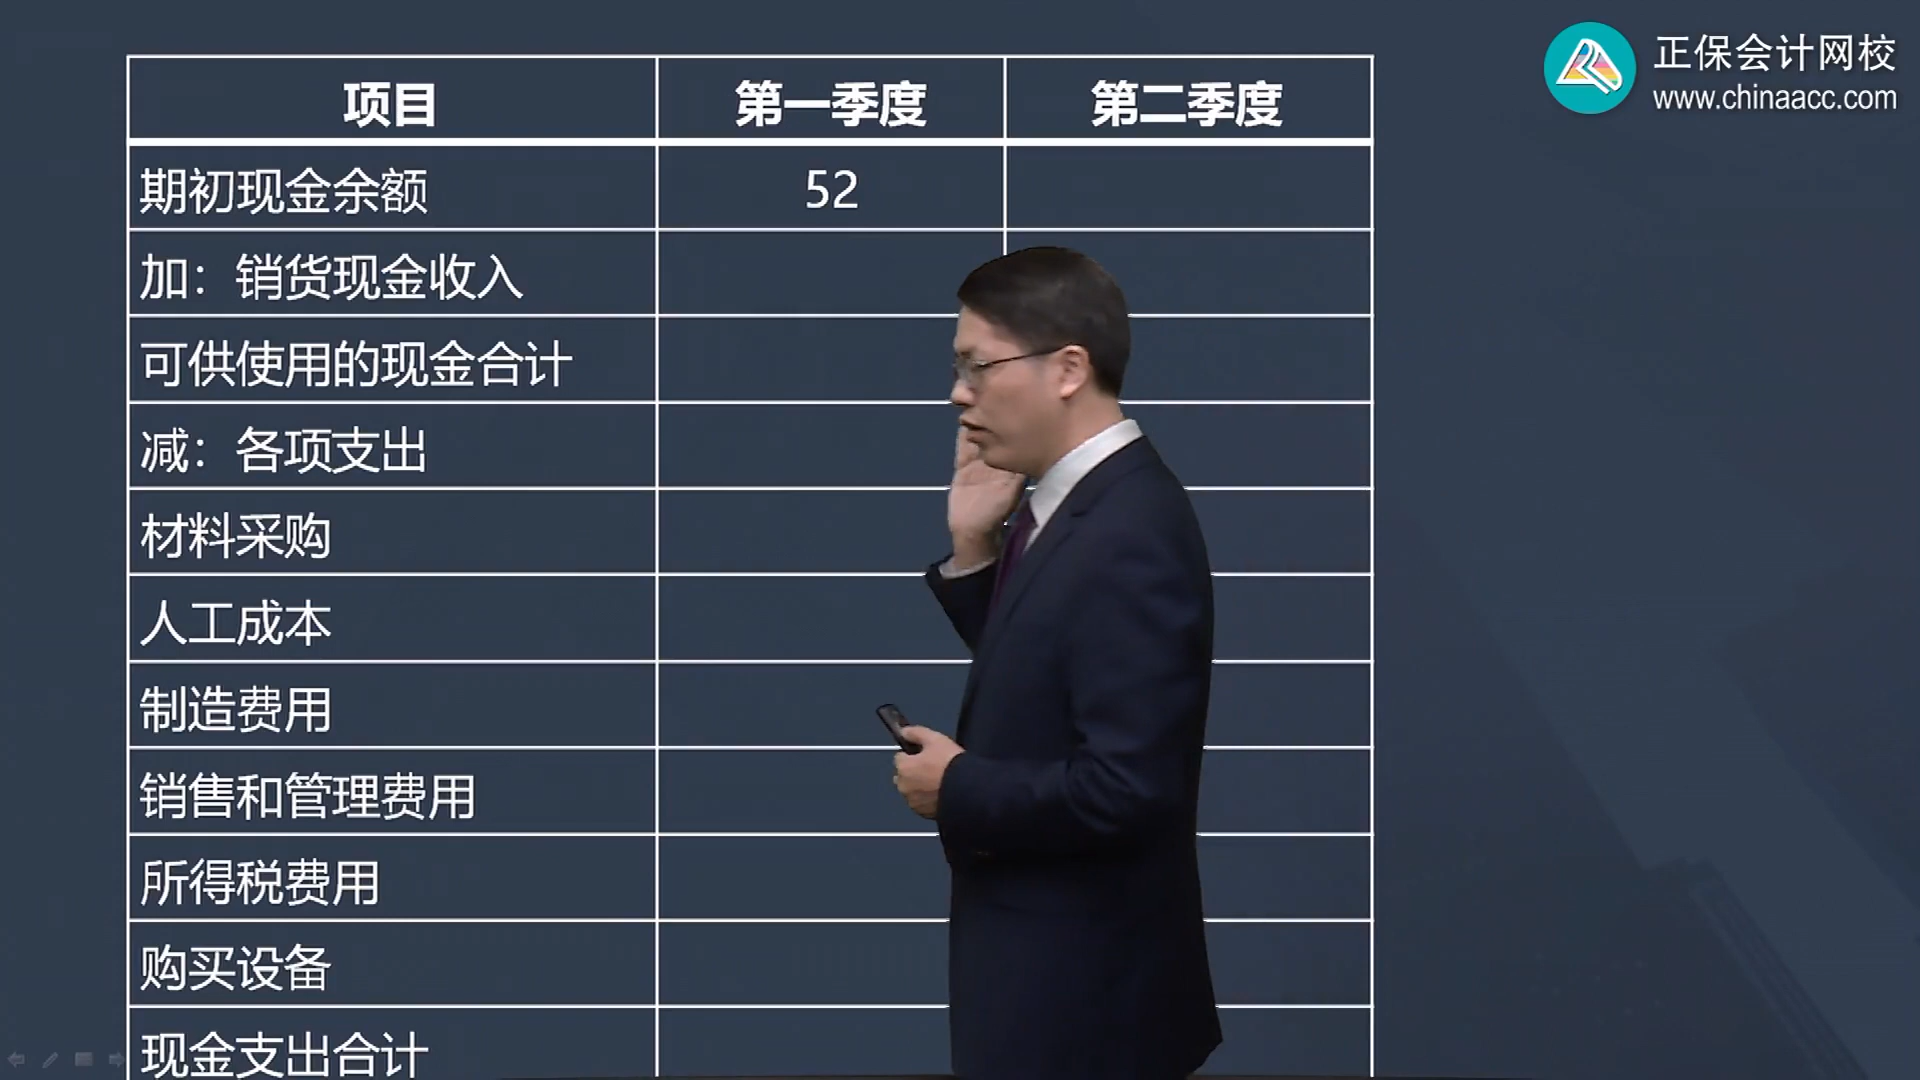 正保会计网校
www.chinaacc.com
项目 第一季度 第二季度
期初现金余额 52
加：销货现金收入
可供使用的现金合计
减：各项支出
材料采购
人工成本
制造费用
销售和管理费用
所得税费用
购买设备
现金支出合计